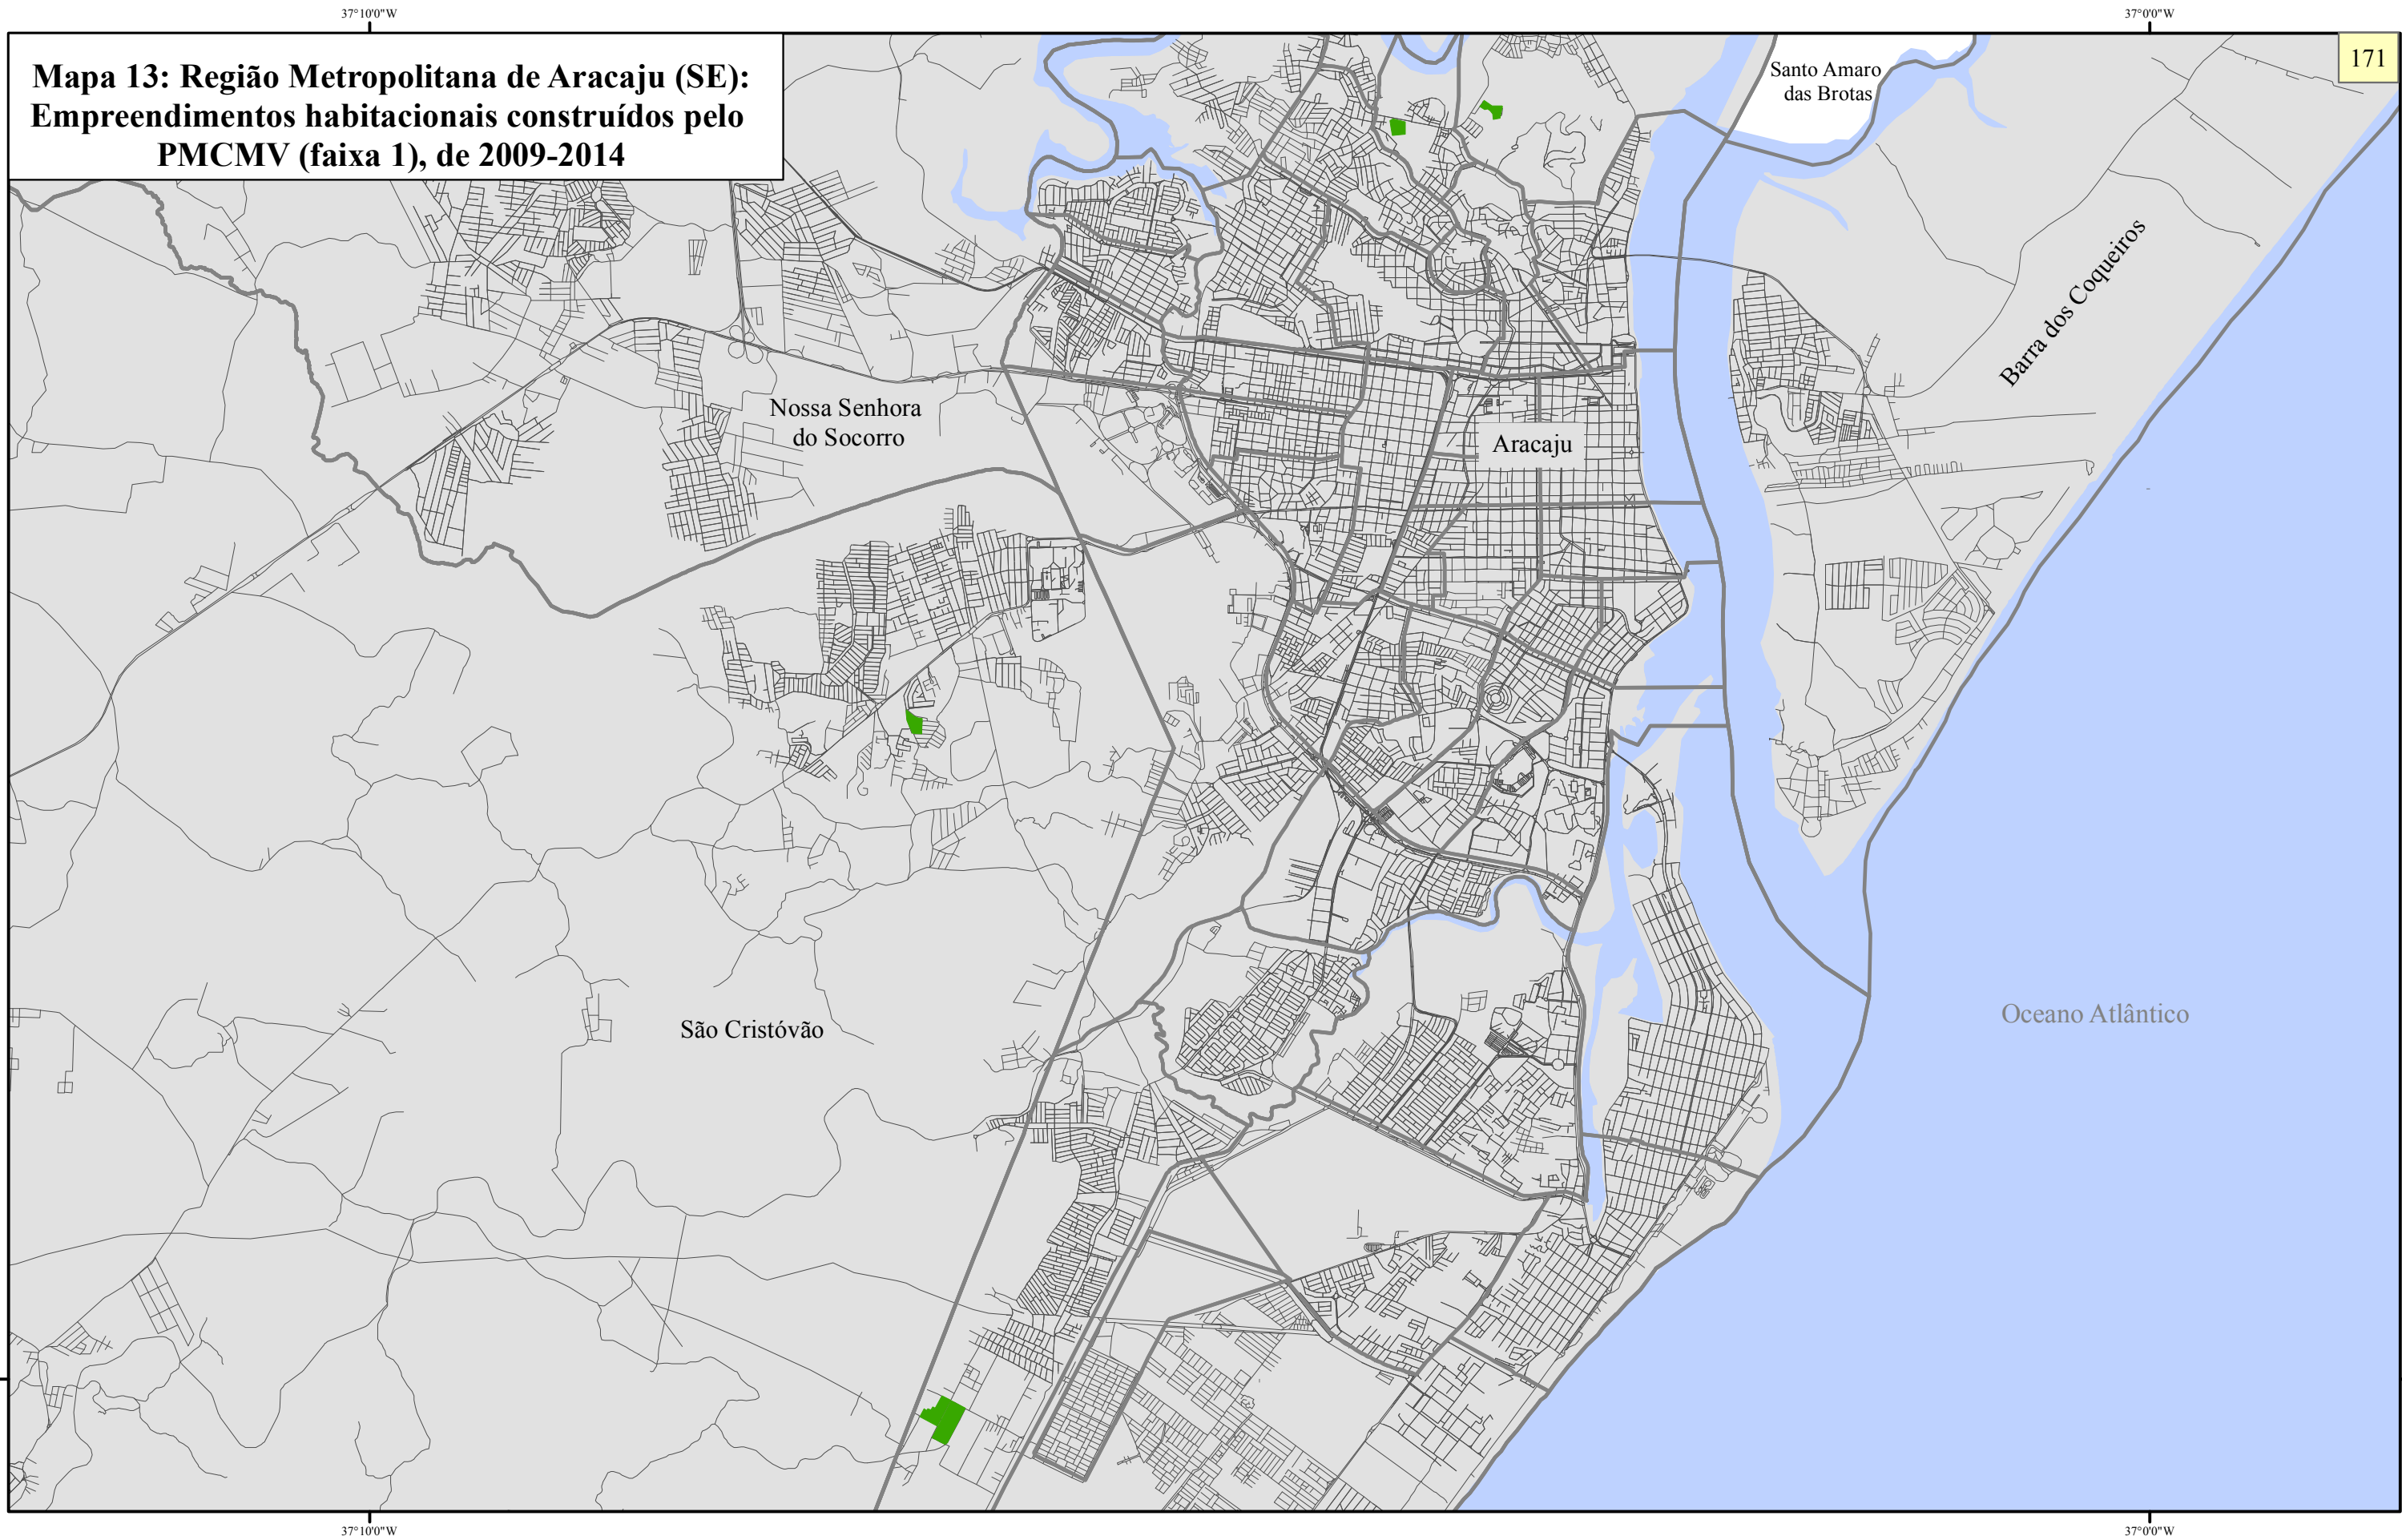 37°10'0"W
37°0'0"W
Mapa 13: Região Metropolitana de Aracaju (SE):
Empreendimentos habitacionais construídos pelo
PMCMV (faixa 1), de 2009-2014
171
Santo Amaro
das Brotas
Barra dos Coqueiros
Nossa Senhora
do Socorro
Aracaju
São Cristóvão
Oceano Atlântico
37°10'0"W
37°0'0"W